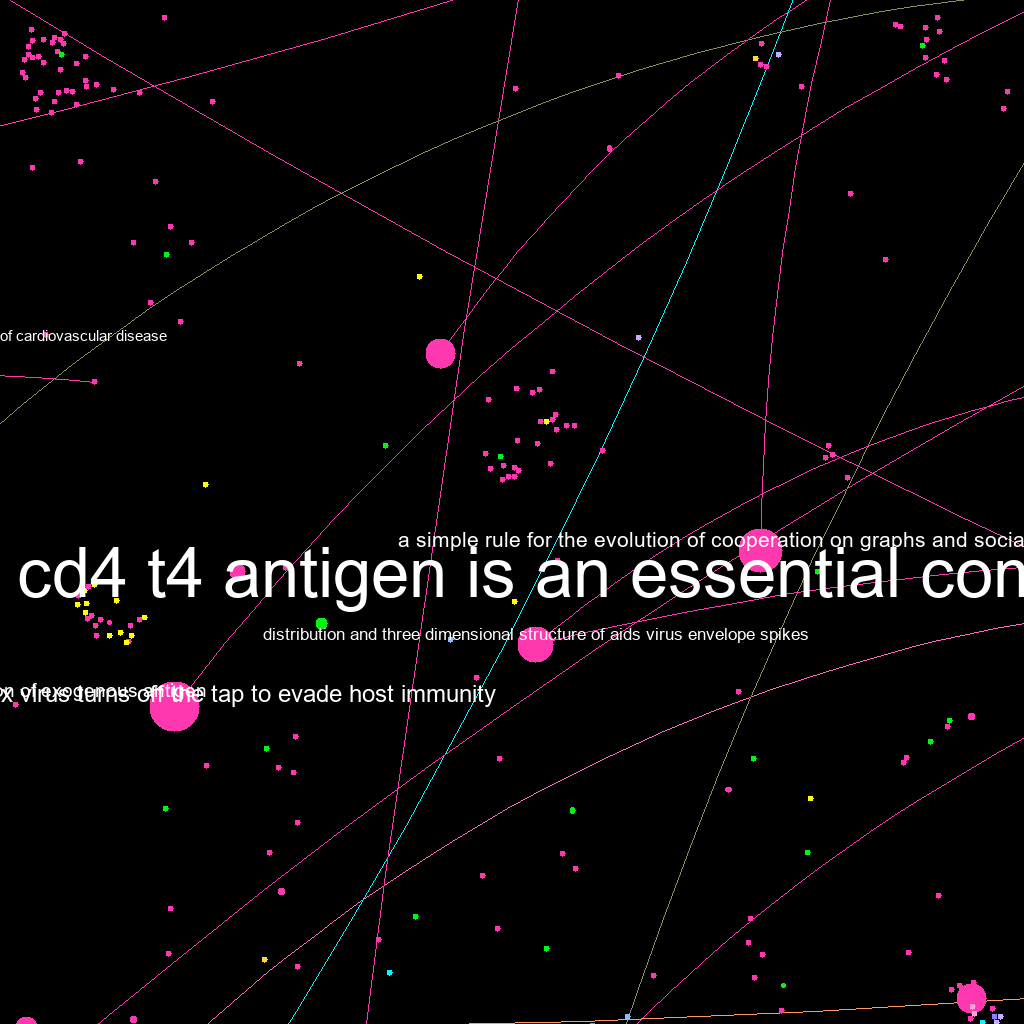 of cardiovascular disease
a simple rule for the evolution of cooperation on graphs and socia
cd4 t4 antigen is an essential con
distribution and three dimensional structure of aids virus envelope spikes
on of exogenous antigen
x virus turns off the tap to evade host immunity